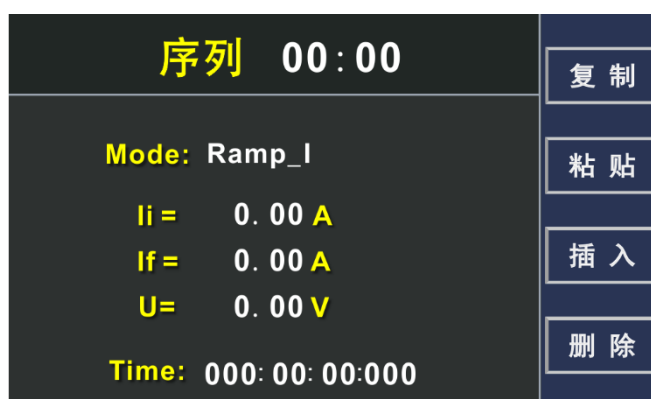 序列 00:00
Mode: Ramp_I
Ii = 0.00 A
If = 0.00 A
U= 0.00 V
Time: 000:00:00:000
复制
粘贴
插入
删除